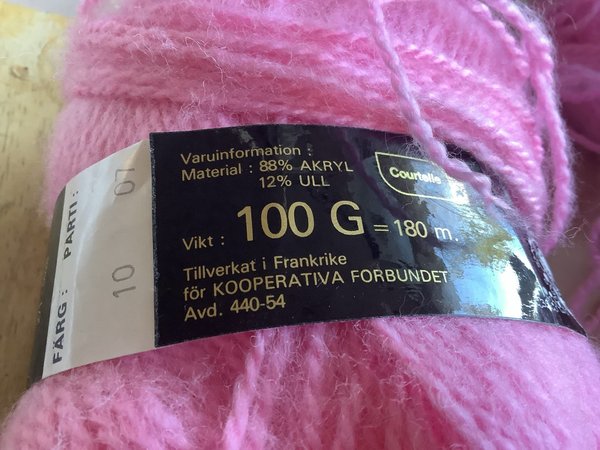 Varuinformation :
Material : 88% AKRYL
12% ULL
Courtelle
Vikt : 100 G = 180 m.
Tillverkat i Frankrike
för KOOPERATIVA FORBUNDET
Avd. 440-54
FÄRG : 10
PARTI : 07